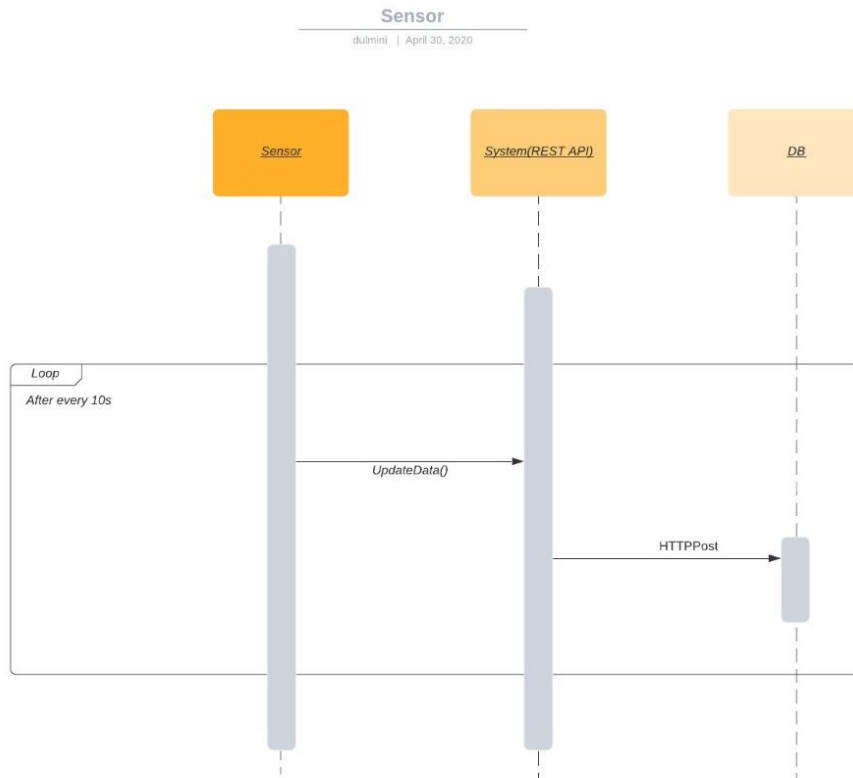 Sensor
dulmini | April 30, 2020
Sensor
System(REST API)
DB
Loop
After every 10s
UpdateData()
HTTPPost